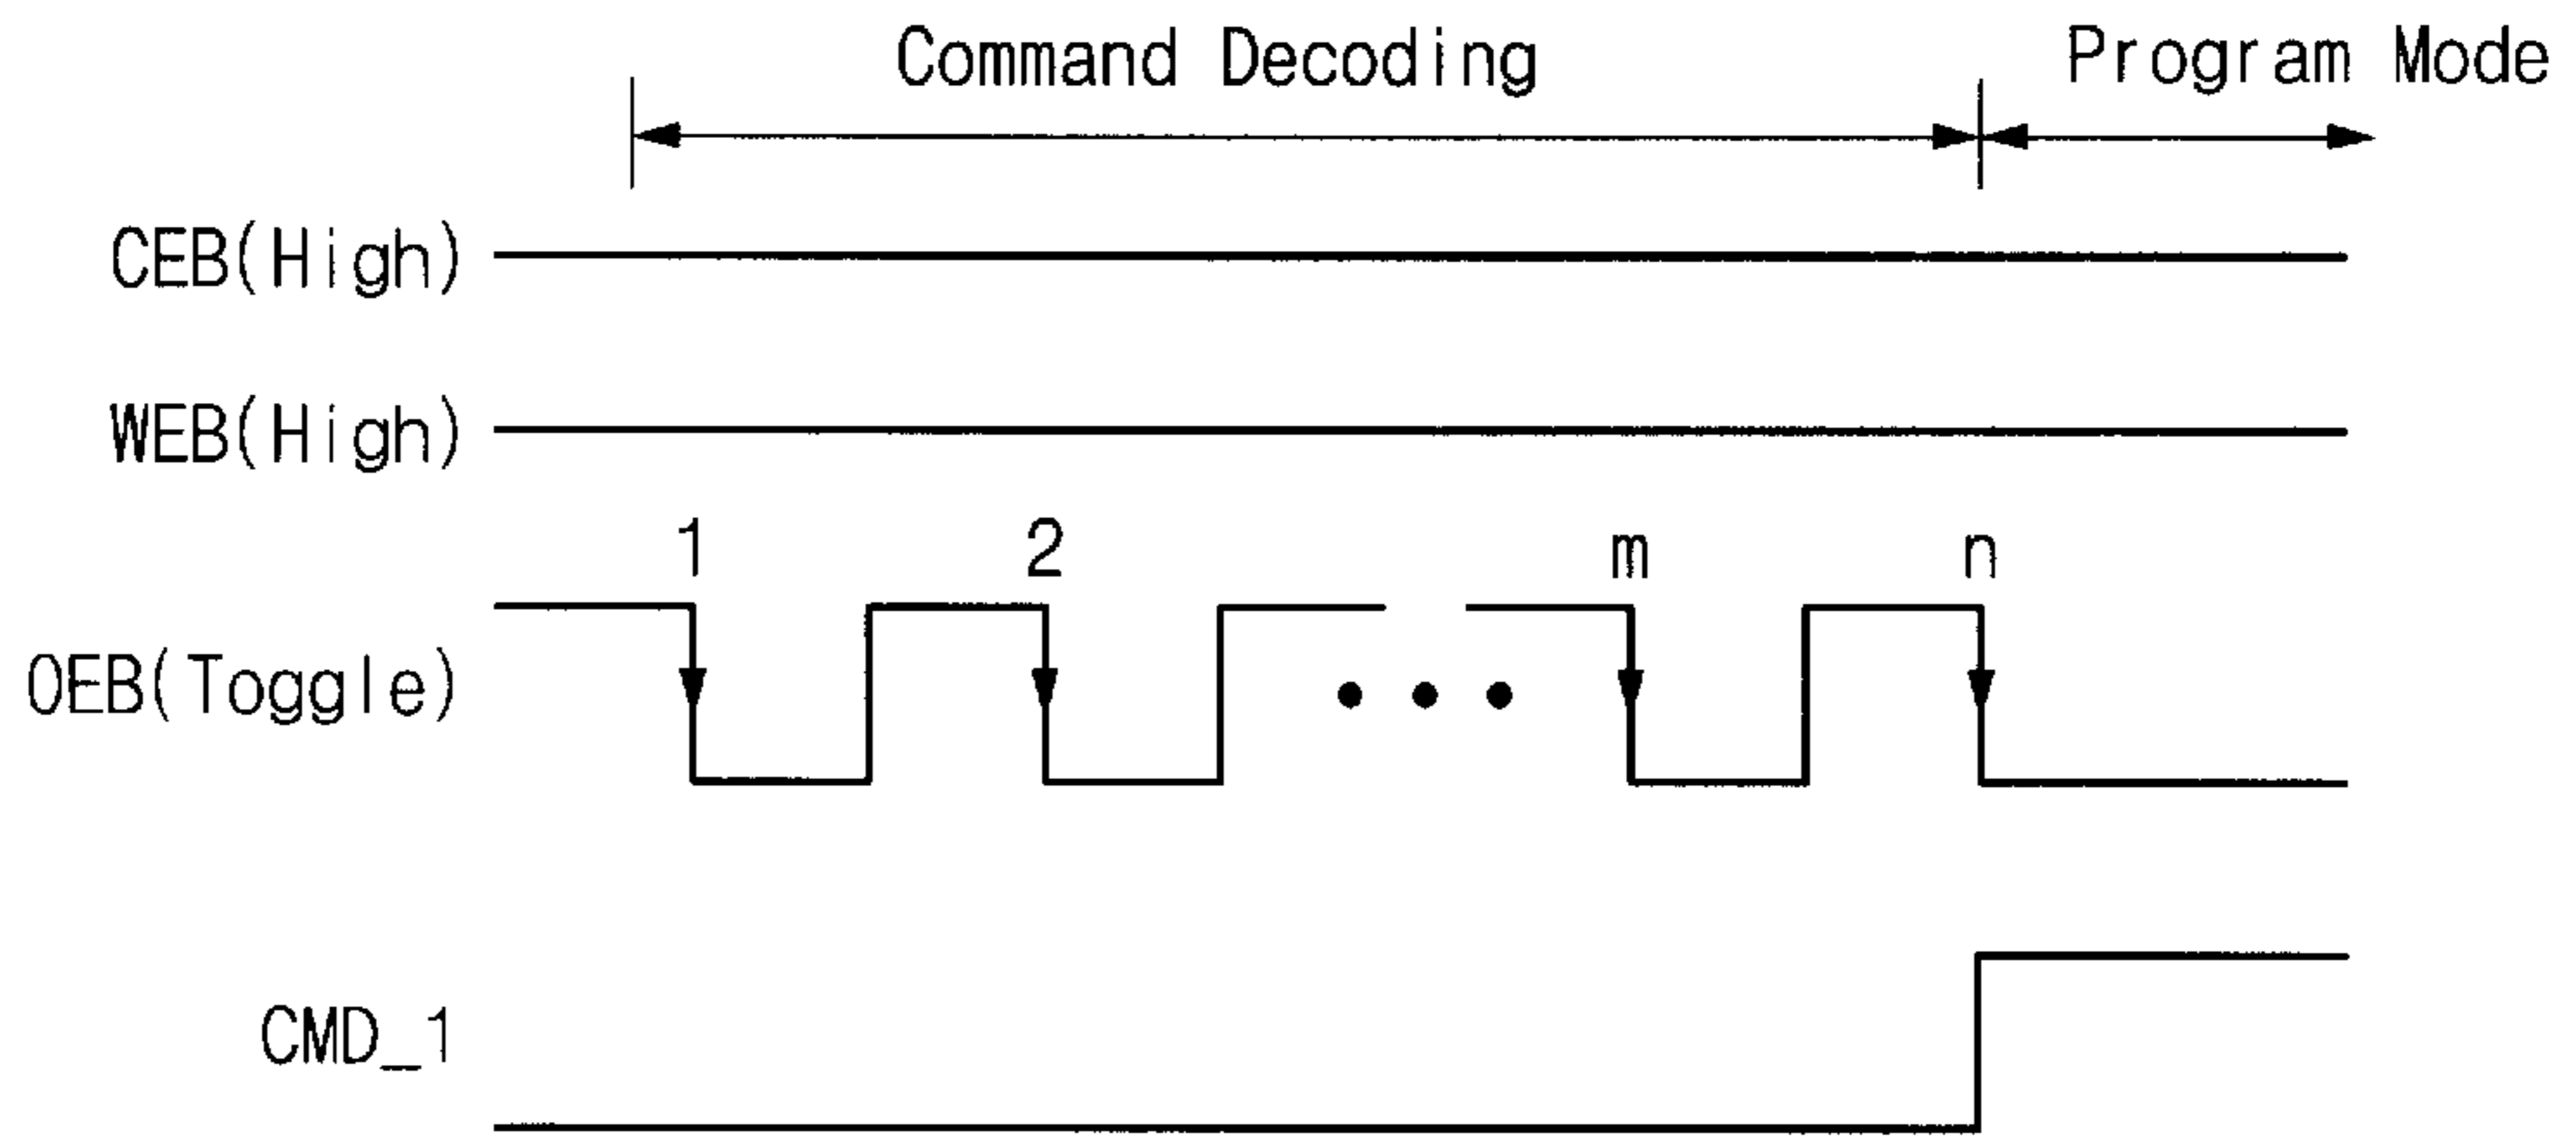 Command Decoding
Program Mode
CEB(High)
WEB(High)
1 2 m n
OEB(Toggle)
CMD_1